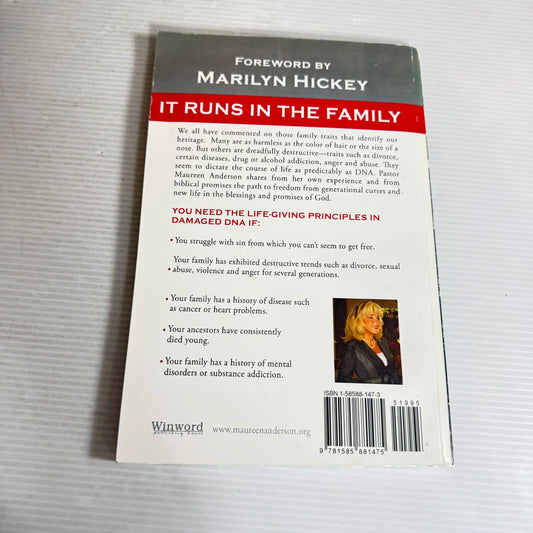 FOREWORD BY
MARILYN HICKEY
IT RUNS IN THE FAMILY
We all have commented on those family traits that identify our
heritage. Many are as harmless as the color of hair or the size of a
nose. But others are dreadfully destructive—traits such as divorce,
certain diseases, drug or alcohol addiction, anger and abuse. They
seem to dictate the course of life as predictably as DNA. Pastor
Maureen Anderson shares from her own experience and from
biblical promises the path to freedom from generational curses and
new life in the blessings and promises of God.
YOU NEED THE LIFE-GIVING PRINCIPLES IN
DAMAGED DNA IF:
• You struggle with sin from which you can't seem to get free.
Your family has exhibited destructive trends such as divorce, sexual
• abuse, violence and anger for several generations.
• Your family has a history of disease such
as cancer or heart problems.
• Your ancestors have consistently
died young.
• Your family has a history of mental
disorders or substance addiction.
ISBN 1-58588-147-3
51995
9 781585 881475
Winword
publishing house
www.maureenanderson.org